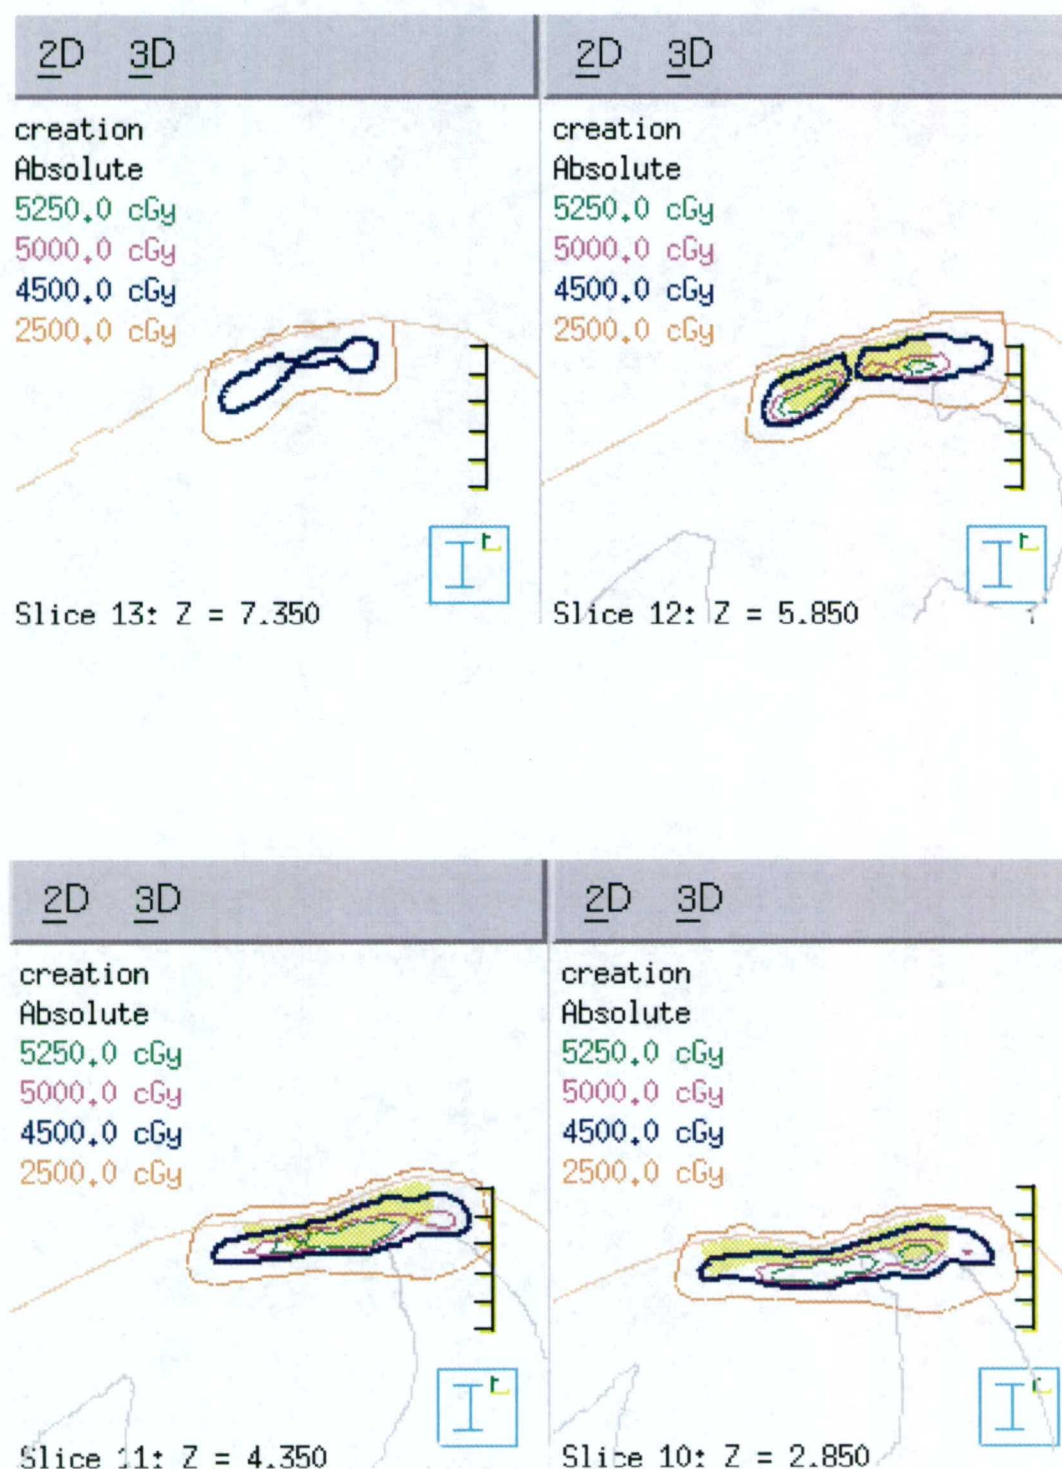 2D 3D
creation
Absolute
5250.0 cGy
5000.0 cGy
4500.0 cGy
2500.0 cGy
Slice 13: Z = 7.350
2D 3D
creation
Absolute
5250.0 cGy
5000.0 cGy
4500.0 cGy
2500.0 cGy
Slice 12: Z = 5.850
2D 3D
creation
Absolute
5250.0 cGy
5000.0 cGy
4500.0 cGy
2500.0 cGy
Slice 11: Z = 4.350
2D 3D
creation
Absolute
5250.0 cGy
5000.0 cGy
4500.0 cGy
2500.0 cGy
Slice 10: Z = 2.850